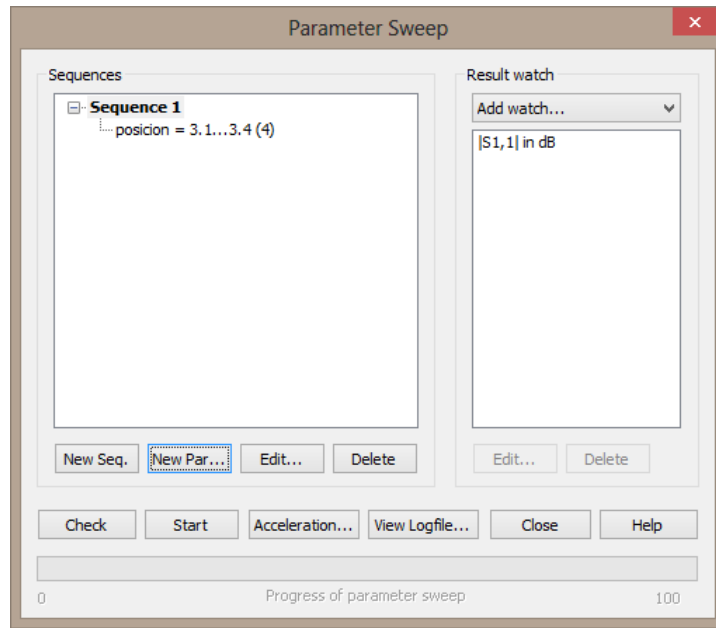 Parameter Sweep
x
Sequences
Sequence 1
posicion = 3.1...3.4 (4)
New Seq.
New Par...
Edit...
Delete
Result watch
Add watch...
|S1,1| in dB
Edit...
Delete
Check
Start
Acceleration...
View Logfile...
Close
Help
0
Progress of parameter sweep
100